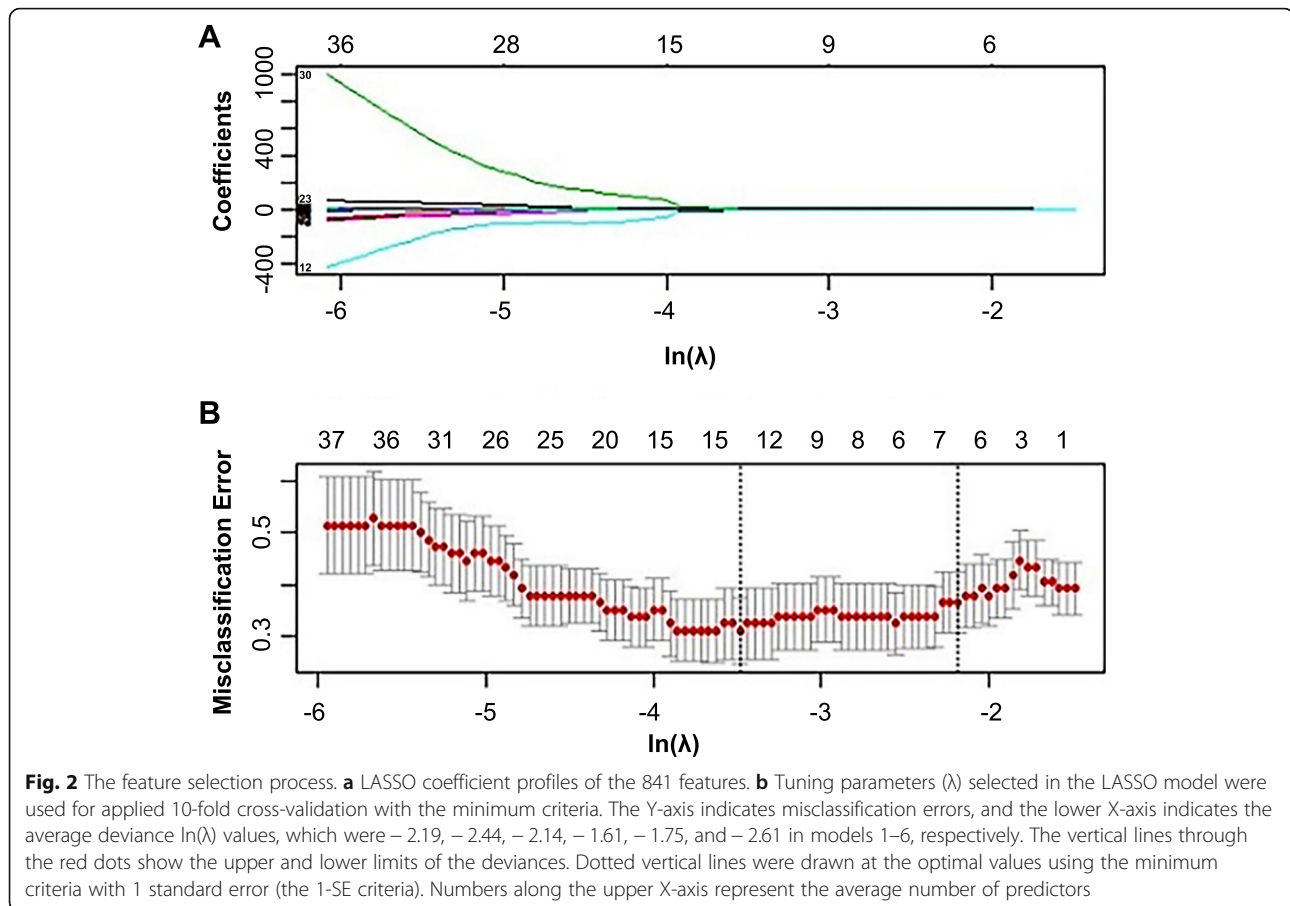 A
36 28 15 9 6
Coefficients
1000
400
0
-400
30
23
12
-6 -5 -4 -3 -2
ln(λ)
B
37 36 31 26 25 20 15 15 12 9 8 6 7 6 3 1
Misclassification Error
0.5
0.3
-6 -5 -4 -3 -2
ln(λ)
Fig. 2 The feature selection process. a LASSO coefficient profiles of the 841 features. b Tuning parameters (λ) selected in the LASSO model were
used for applied 10-fold cross-validation with the minimum criteria. The Y-axis indicates misclassification errors, and the lower X-axis indicates the
average deviance ln(λ) values, which were − 2.19, − 2.44, − 2.14, − 1.61, − 1.75, and − 2.61 in models 1–6, respectively. The vertical lines through
the red dots show the upper and lower limits of the deviances. Dotted vertical lines were drawn at the optimal values using the minimum
criteria with 1 standard error (the 1-SE criteria). Numbers along the upper X-axis represent the average number of predictors